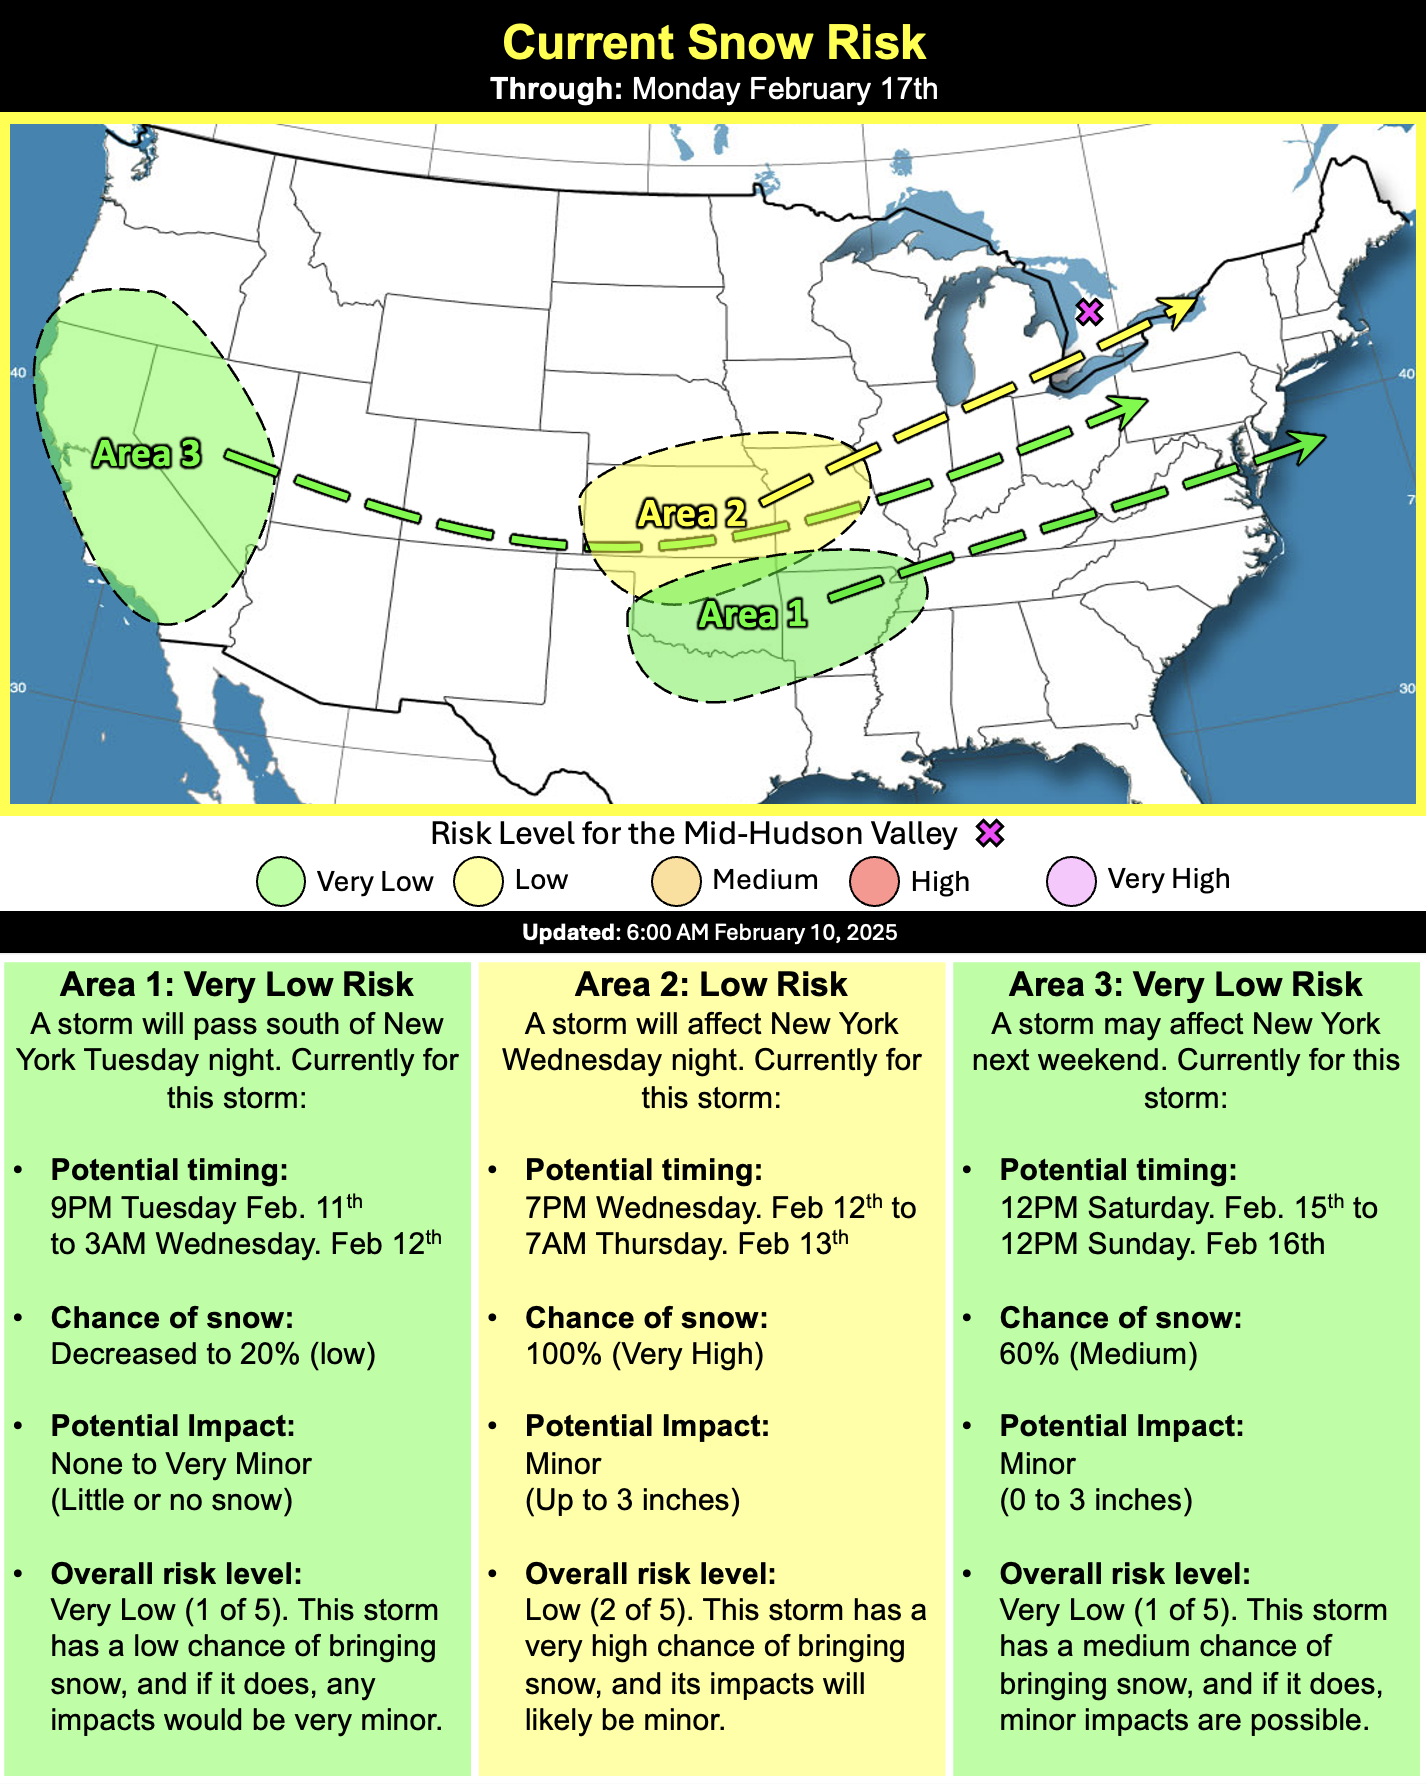 Current Snow Risk
Through: Monday February 17th
40
40
7
30
30
Area 3
Area 2
Area 1
Risk Level for the Mid-Hudson Valley
Very Low
Low
Medium
High
Very High
Updated: 6:00 AM February 10, 2025
Area 1: Very Low Risk
A storm will pass south of New
York Tuesday night. Currently for
this storm:
• Potential timing:
9PM Tuesday Feb. 11th
to 3AM Wednesday. Feb 12th
• Chance of snow:
Decreased to 20% (low)
• Potential Impact:
None to Very Minor
(Little or no snow)
• Overall risk level:
Very Low (1 of 5). This storm
has a low chance of bringing
snow, and if it does, any
impacts would be very minor.
Area 2: Low Risk
A storm will affect New York
Wednesday night. Currently for
this storm:
• Potential timing:
7PM Wednesday. Feb 12th to
7AM Thursday. Feb 13th
• Chance of snow:
100% (Very High)
• Potential Impact:
Minor
(Up to 3 inches)
• Overall risk level:
Low (2 of 5). This storm has a
very high chance of bringing
snow, and its impacts will
likely be minor.
Area 3: Very Low Risk
A storm may affect New York
next weekend. Currently for this
storm:
• Potential timing:
12PM Saturday. Feb. 15th to
12PM Sunday. Feb 16th
• Chance of snow:
60% (Medium)
• Potential Impact:
Minor
(0 to 3 inches)
• Overall risk level:
Very Low (1 of 5). This storm
has a medium chance of
bringing snow, and if it does,
minor impacts are possible.